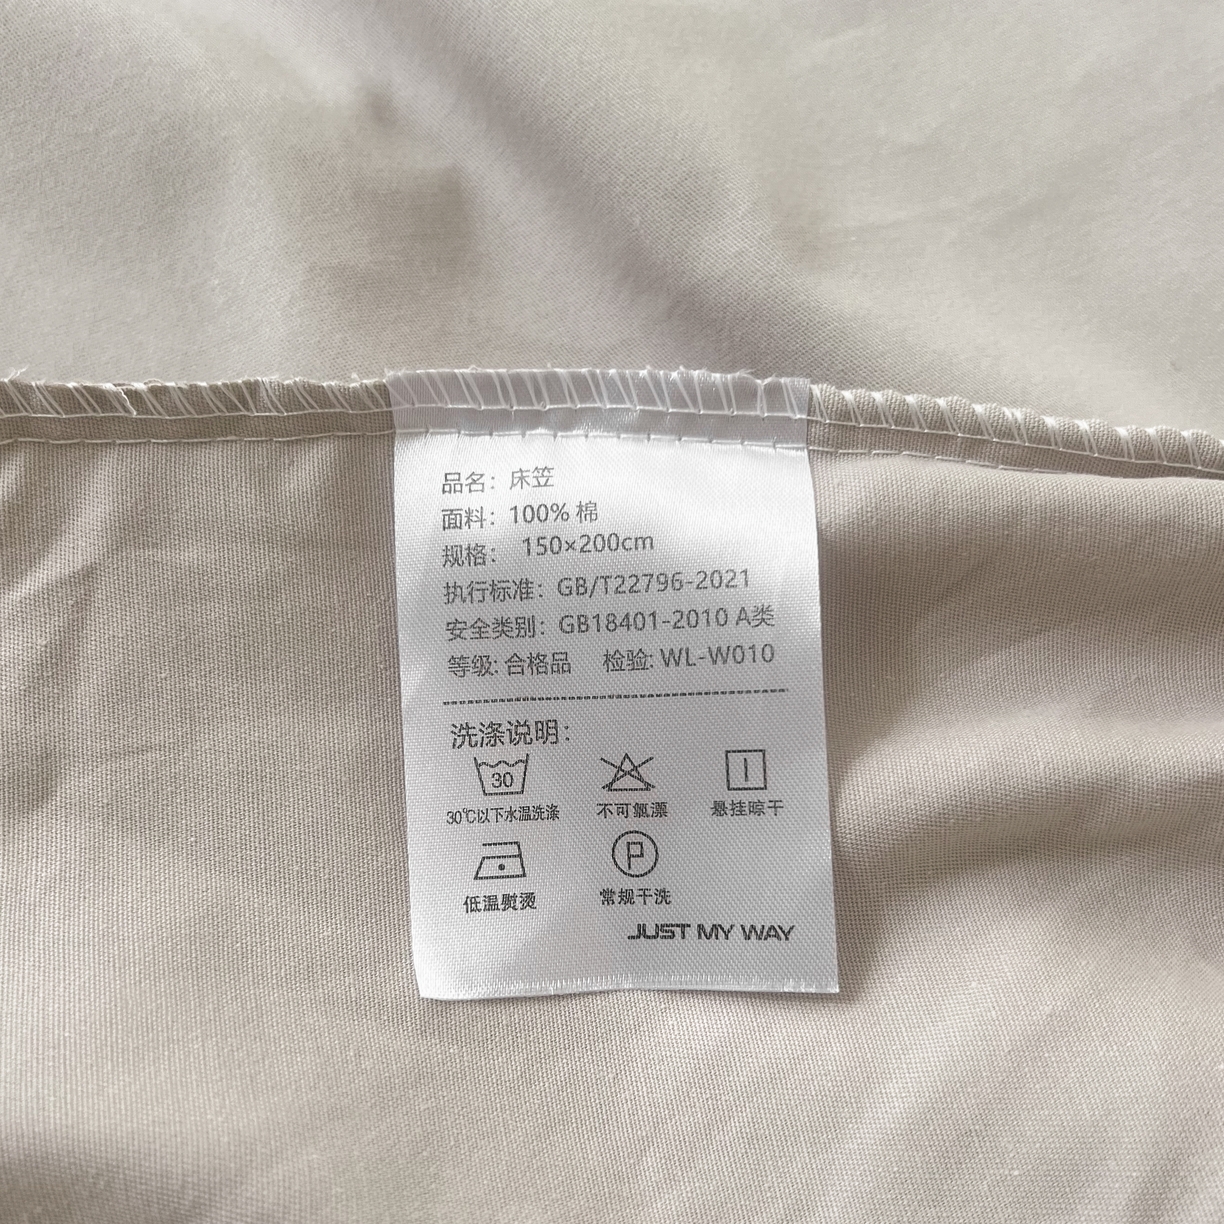 品名：床笠
面料：100% 棉
规格： 150×200cm
执行标准：GB/T22796-2021
安全类别：GB18401-2010 A类
等级: 合格品 检验: WL-W010
洗涤说明：
30
30℃以下水温洗涤 不可氯漂 悬挂晾干
P
低温熨烫 常规干洗
JUST MY WAY